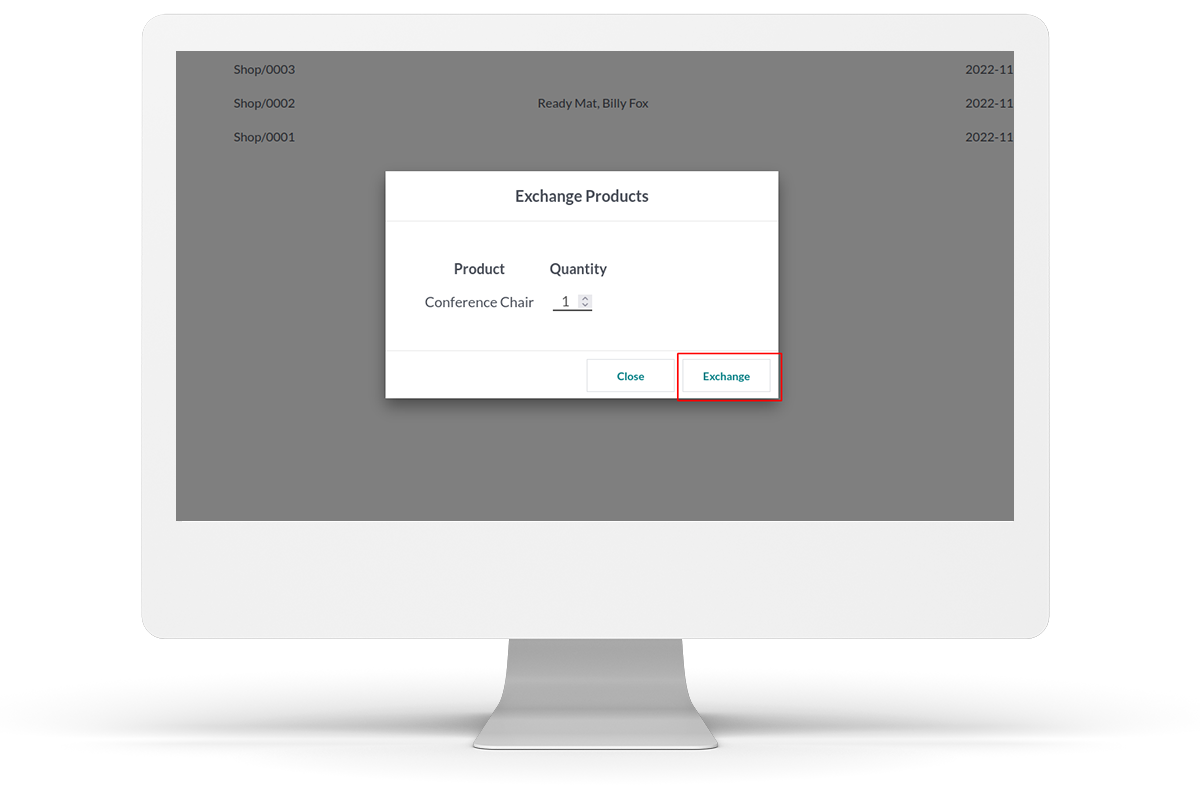 Shop/0003 2022-11
Shop/0002 Ready Mat, Billy Fox 2022-11
Shop/0001 2022-11
Exchange Products
Product Quantity
Conference Chair 1
Close Exchange